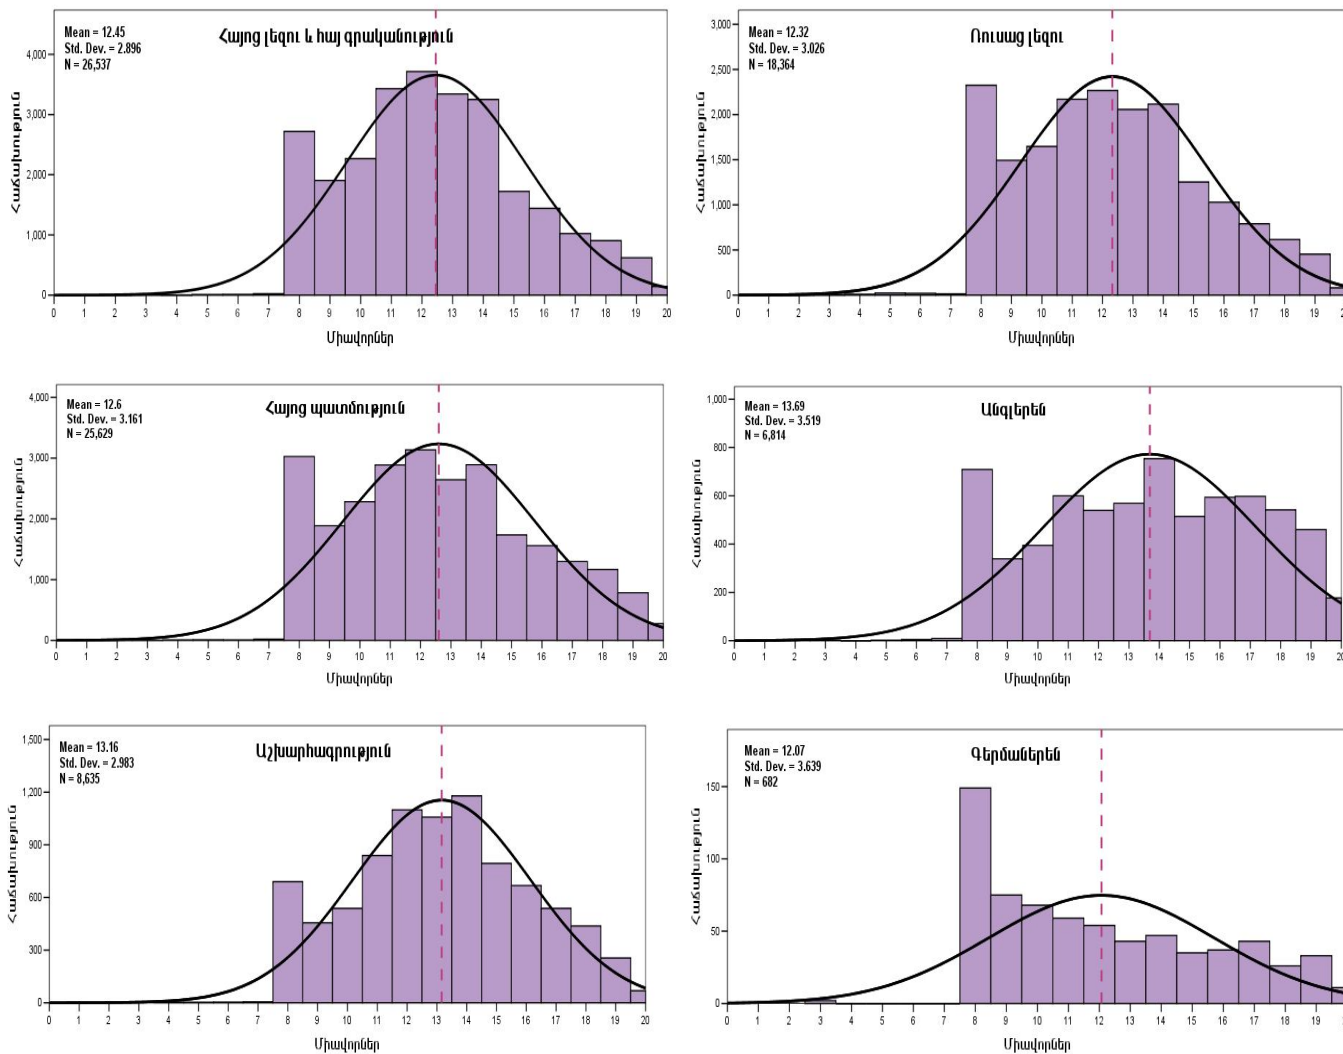 Mean = 12.45
Std. Dev. = 2.896
N = 26,537
Հայոց լեզու և հայ գրականություն
Հաճախություն
4,000
3,000
2,000
1,000
0
0 1 2 3 4 5 6 7 8 9 10 11 12 13 14 15 16 17 18 19 20
Միավորներ
Mean = 12.32
Std. Dev. = 3.026
N = 18,364
Ռուսաց լեզու
Հաճախություն
3,000
2,500
2,000
1,500
1,000
500
0
0 1 2 3 4 5 6 7 8 9 10 11 12 13 14 15 16 17 18 19 20
Միավորներ
Mean = 12.6
Std. Dev. = 3.161
N = 25,629
Հայոց պատմություն
Հաճախություն
4,000
3,000
2,000
1,000
0
0 1 2 3 4 5 6 7 8 9 10 11 12 13 14 15 16 17 18 19 20
Միավորներ
Mean = 13.69
Std. Dev. = 3.519
N = 6,814
Անգլերեն
Հաճախություն
1,000
800
600
400
200
0
0 1 2 3 4 5 6 7 8 9 10 11 12 13 14 15 16 17 18 19 20
Միավորներ
Mean = 13.16
Std. Dev. = 2.983
N = 8,635
Աշխարհագրություն
Հաճախություն
1,500
1,200
900
600
300
0
0 1 2 3 4 5 6 7 8 9 10 11 12 13 14 15 16 17 18 19 20
Միավորներ
Mean = 12.07
Std. Dev. = 3.639
N = 682
Գերմաներեն
Հաճախություն
150
100
50
0
0 1 2 3 4 5 6 7 8 9 10 11 12 13 14 15 16 17 18 19
Միավորներ